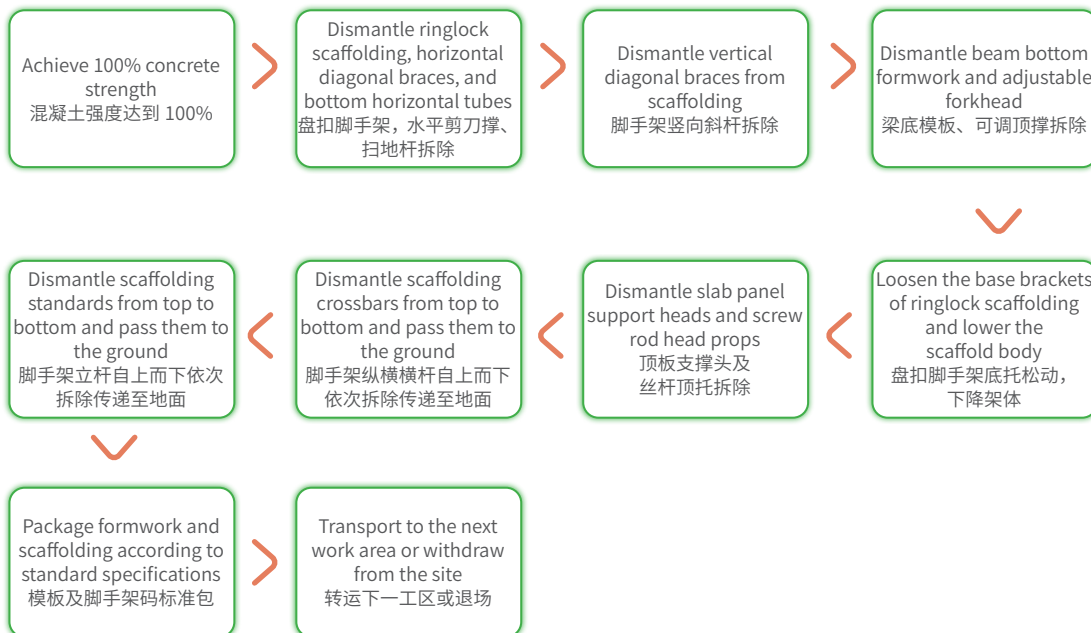 Achieve 100% concrete
strength
混凝土强度达到 100%
Dismantle ringlock
scaffolding, horizontal
diagonal braces, and
bottom horizontal tubes
盘扣脚手架，水平剪刀撑、
扫地杆拆除
Dismantle vertical
diagonal braces from
scaffolding
脚手架竖向斜杆拆除
Dismantle beam bottom
formwork and adjustable
forkhead
梁底模板、可调顶撑拆除
Loosen the base brackets
of ringlock scaffolding
and lower the
scaffold body
盘扣脚手架底托松动，
下降架体
Dismantle slab panel
support heads and screw
rod head props
顶板支撑头及
丝杆顶托拆除
Dismantle scaffolding
crossbars from top to
bottom and pass them to
the ground
脚手架纵横横杆自上而下
依次拆除传递至地面
Dismantle scaffolding
standards from top to
bottom and pass them to
the ground
脚手架立杆自上而下依次
拆除传递至地面
Package formwork and
scaffolding according to
standard specifications
模板及脚手架码标准包
Transport to the next
work area or withdraw
from the site
转运下一工区或退场